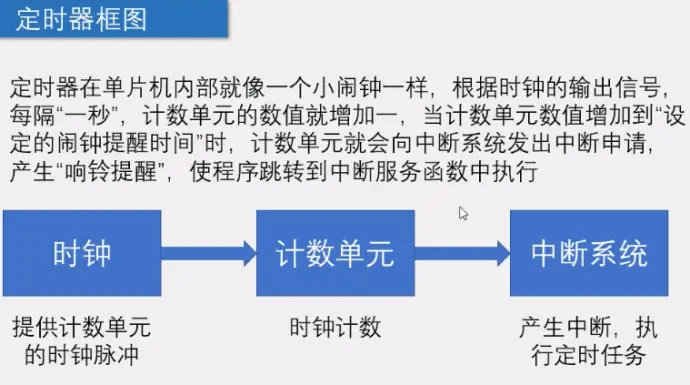 定时器框图
定时器在单片机内部就像一个小闹钟一样，根据时钟的输出信号，
每隔“一秒”，计数单元的数值就增加一，当计数单元数值增加到“设
定的闹钟提醒时间”时，计数单元就会向中断系统发出中断申请，
产生“响铃提醒”，使程序跳转到中断服务函数中执行
时钟
计数单元
中断系统
提供计数单元
的时钟脉冲
时钟计数
产生中断，执
行定时任务